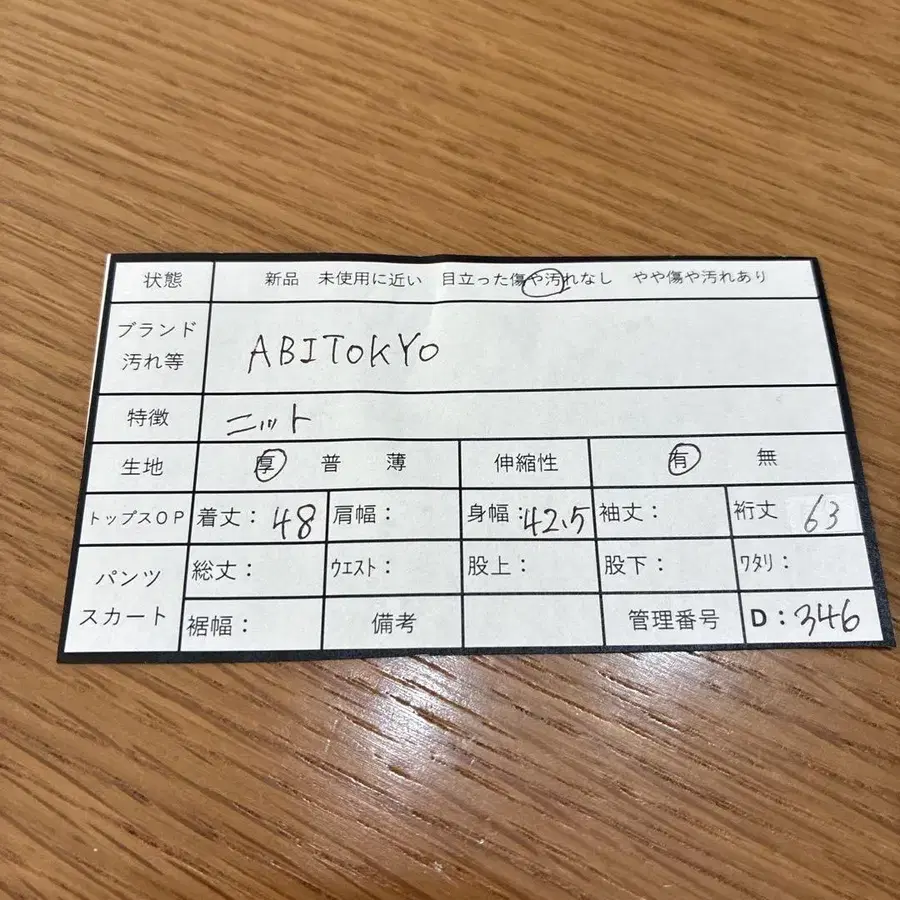 状態 新品 未使用に近い 目立った傷や汚れなし やや傷や汚れあり
ブランド
汚れ等
ABITOKYO
特徴 ニット
生地 厚 普 薄 伸縮性 有 無
トップスOP 着丈: 48 肩幅: 身幅:42.5 袖丈: 裄丈 63
パンツ
スカート
総丈: ウエスト: 股上: 股下: ワタリ:
裾幅: 備考 管理番号 D:346